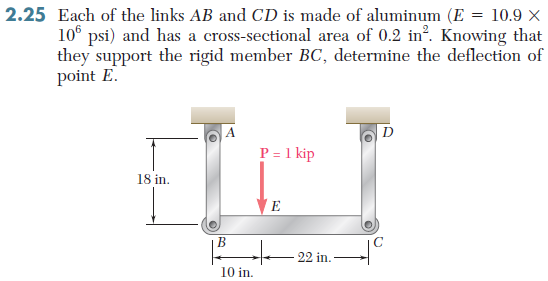 2.25 Each of the links AB and CD is made of aluminum (E = 10.9 ×
10⁶ psi) and has a cross-sectional area of 0.2 in². Knowing that
they support the rigid member BC, determine the deflection of
point E.
A
D
P = 1 kip
18 in.
E
B
C
22 in.
10 in.